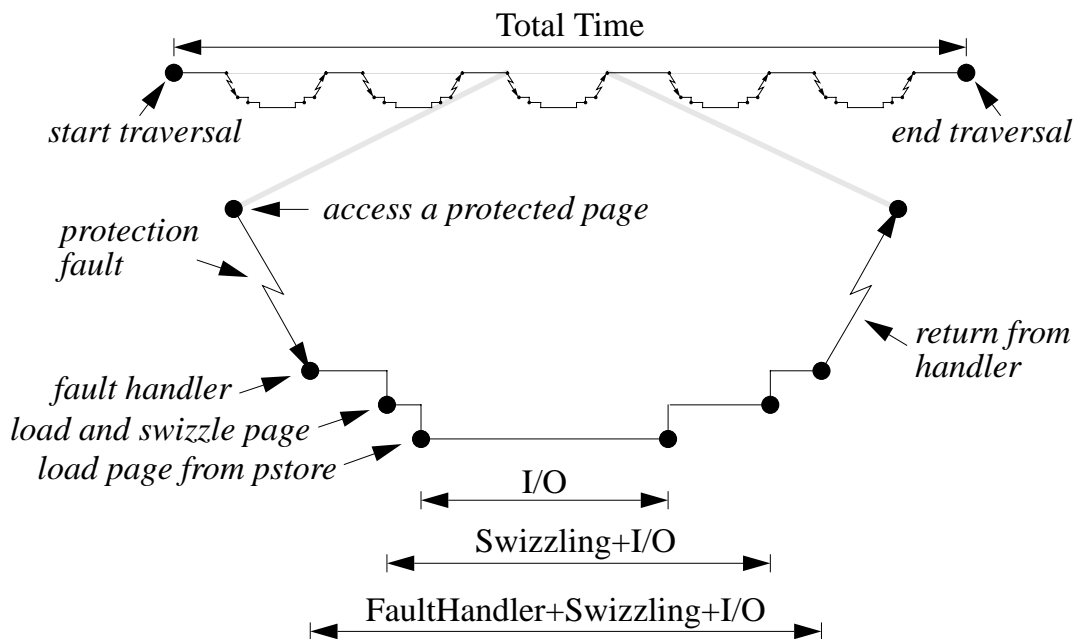 Total Time
start traversal
end traversal
access a protected page
protection
fault
return from
handler
fault handler
load and swizzle page
load page from pstore
I/O
Swizzling+I/O
FaultHandler+Swizzling+I/O